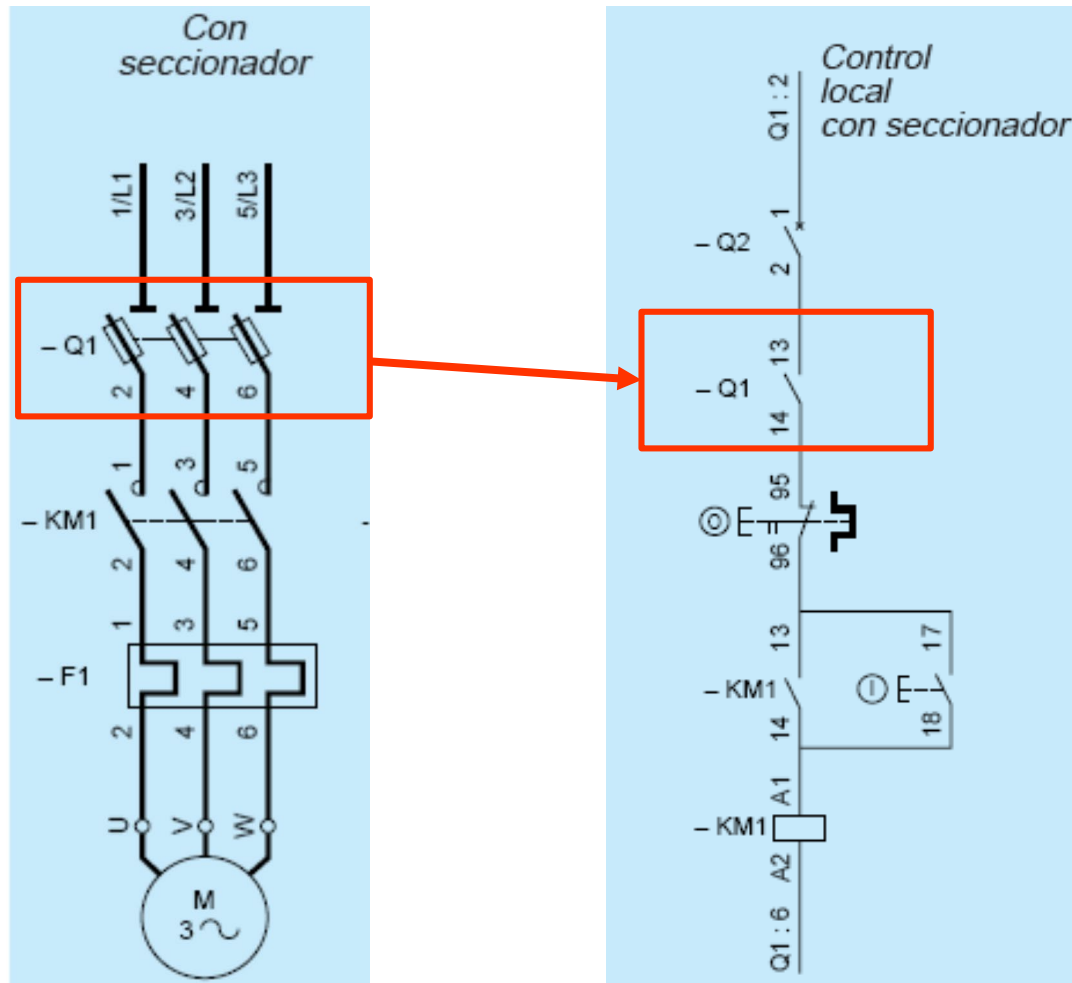 Con
seccionador
1/L1
3/L2
5/L3
– Q1
2
4
6
1
3
5
– KM1
-
2
4
6
1
3
5
– F1
2
4
6
U
V
W
M
3
Control
local
con seccionador
Q1 : 2
1
– Q2
2
13
– Q1
14
95
O
96
13
17
– KM1
I
14
18
A1
– KM1
A2
Q1 : 6